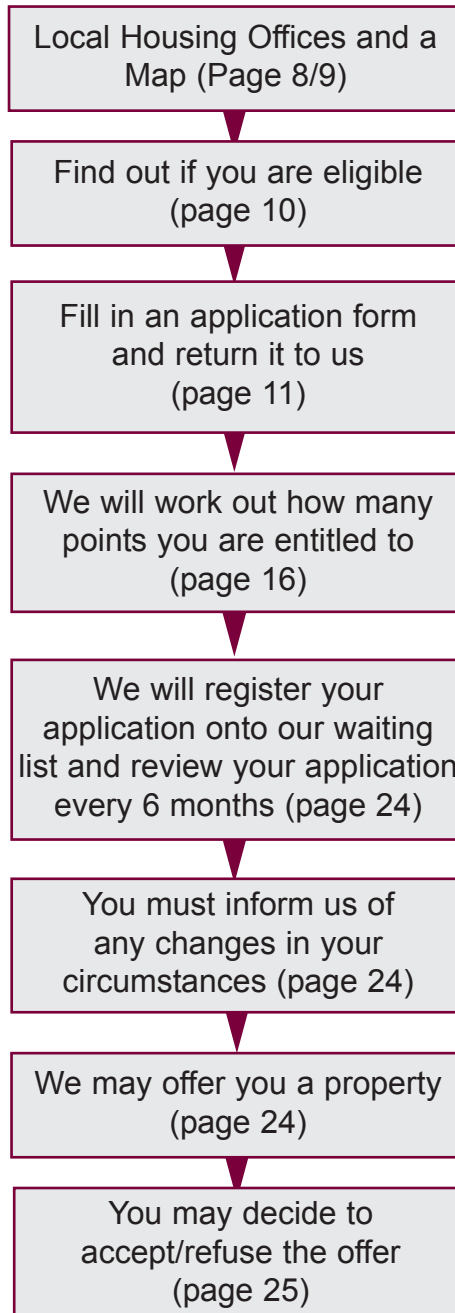 Local Housing Offices and a
Map (Page 8/9)
Find out if you are eligible
(page 10)
Fill in an application form
and return it to us
(page 11)
We will work out how many
points you are entitled to
(page 16)
We will register your
application onto our waiting
list and review your application
every 6 months (page 24)
You must inform us of
any changes in your
circumstances (page 24)
We may offer you a property
(page 24)
You may decide to
accept/refuse the offer
(page 25)